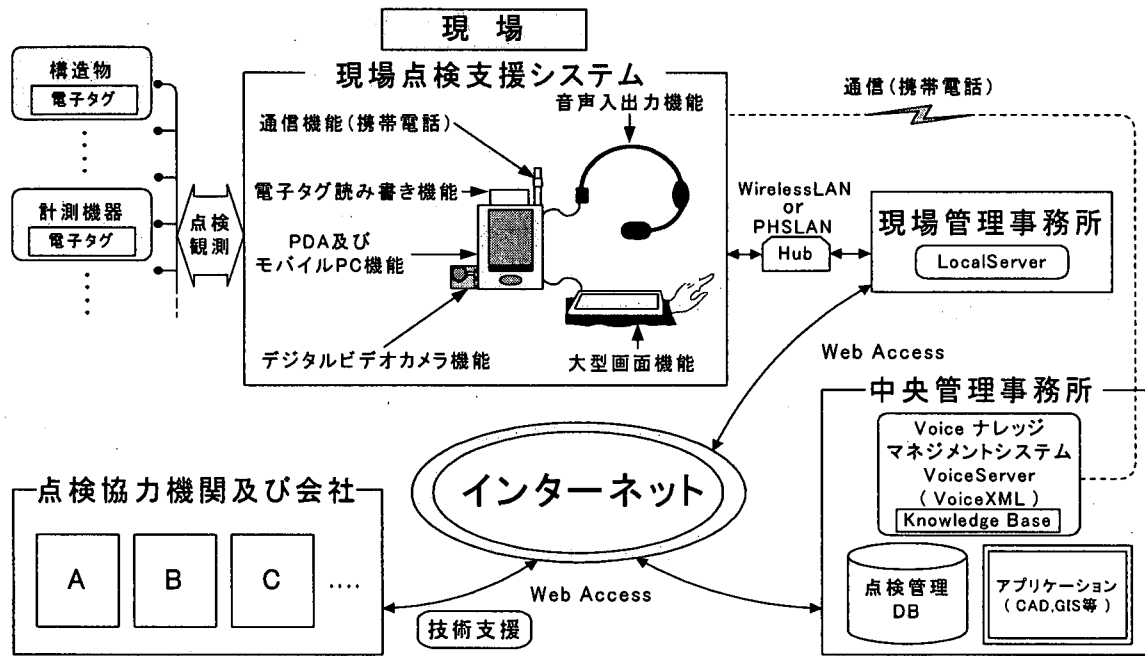 現場
構造物
電子タグ
計測機器
電子タグ
点検
観測
現場点検支援システム
音声入出力機能
通信機能(携帯電話)
電子タグ読み書き機能
PDA及び
モバイルPC機能
デジタルビデオカメラ機能
大型画面機能
通信(携帯電話)
WirelessLAN
or
PHSLAN
Hub
現場管理事務所
LocalServer
Web Access
中央管理事務所
Voice ナレッジ
マネジメントシステム
VoiceServer
( VoiceXML )
Knowledge Base
点検管理
DB
アプリケーション
( CAD,GIS等 )
インターネット
点検協力機関及び会社
A
B
C
....
Web Access
技術支援